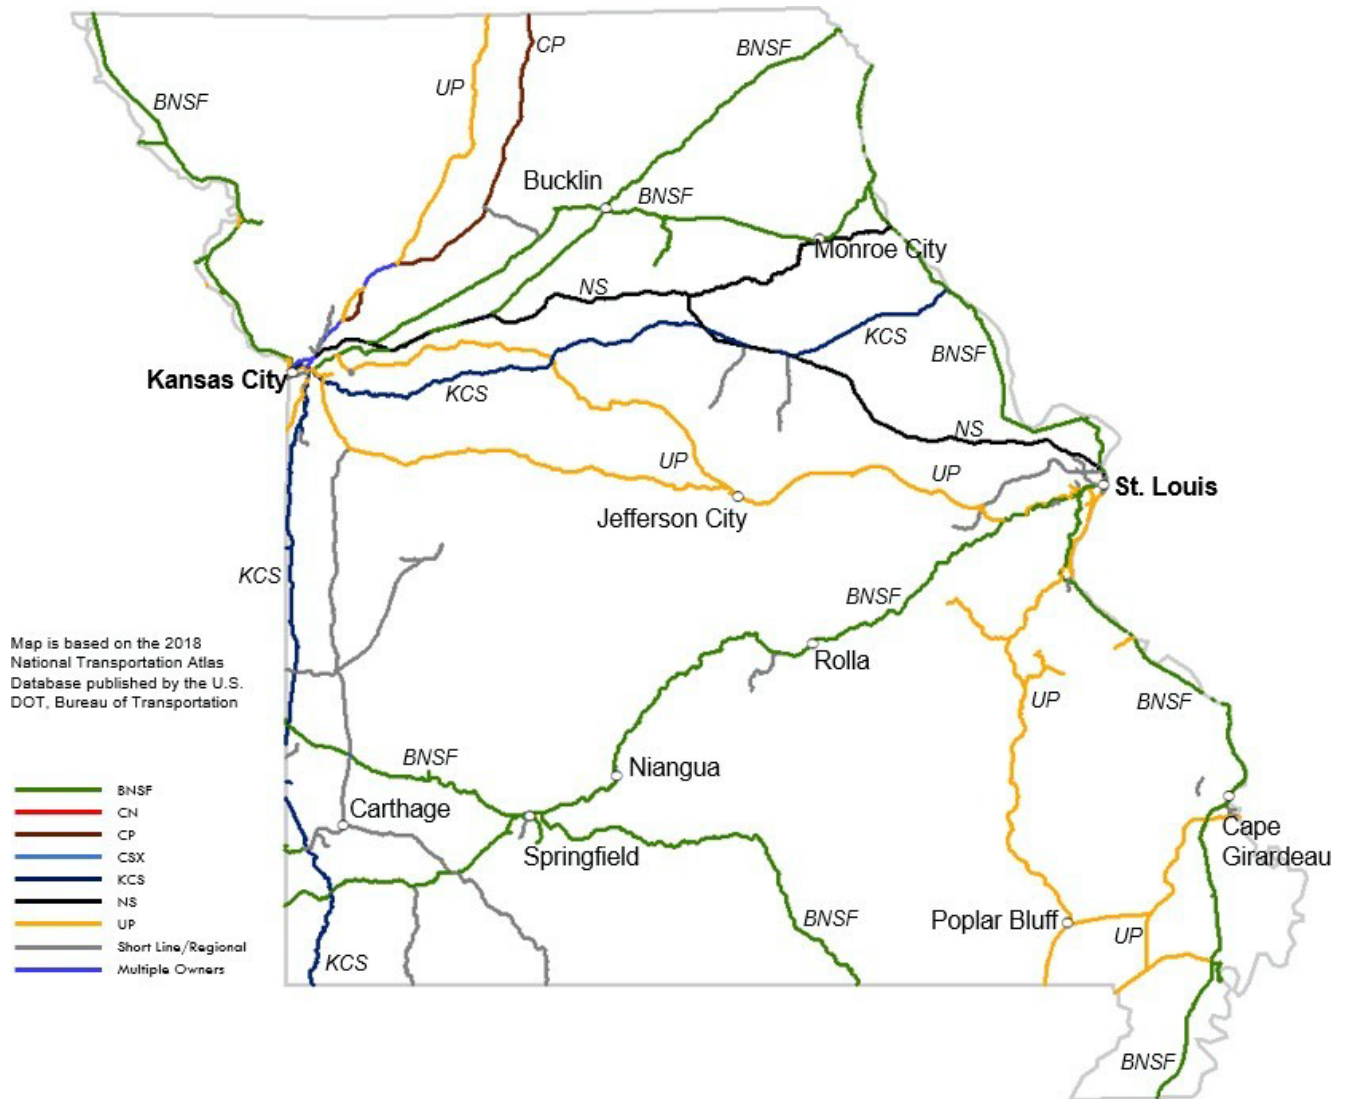 CP
BNSF
UP
BNSF
Bucklin
BNSF
Monroe City
NS
KCS
BNSF
Kansas City
KCS
NS
UP
UP
St. Louis
Jefferson City
KCS
BNSF
Map is based on the 2018
National Transportation Atlas
Database published by the U.S.
DOT, Bureau of Transportation
Rolla
UP
BNSF
BNSF
Niangua
Carthage
Springfield
Cape
Girardeau
BNSF
Poplar Bluff
UP
KCS
BNSF
BNSF
CN
CP
CSX
KCS
NS
UP
Short Line/Regional
Multiple Owners
BNSF